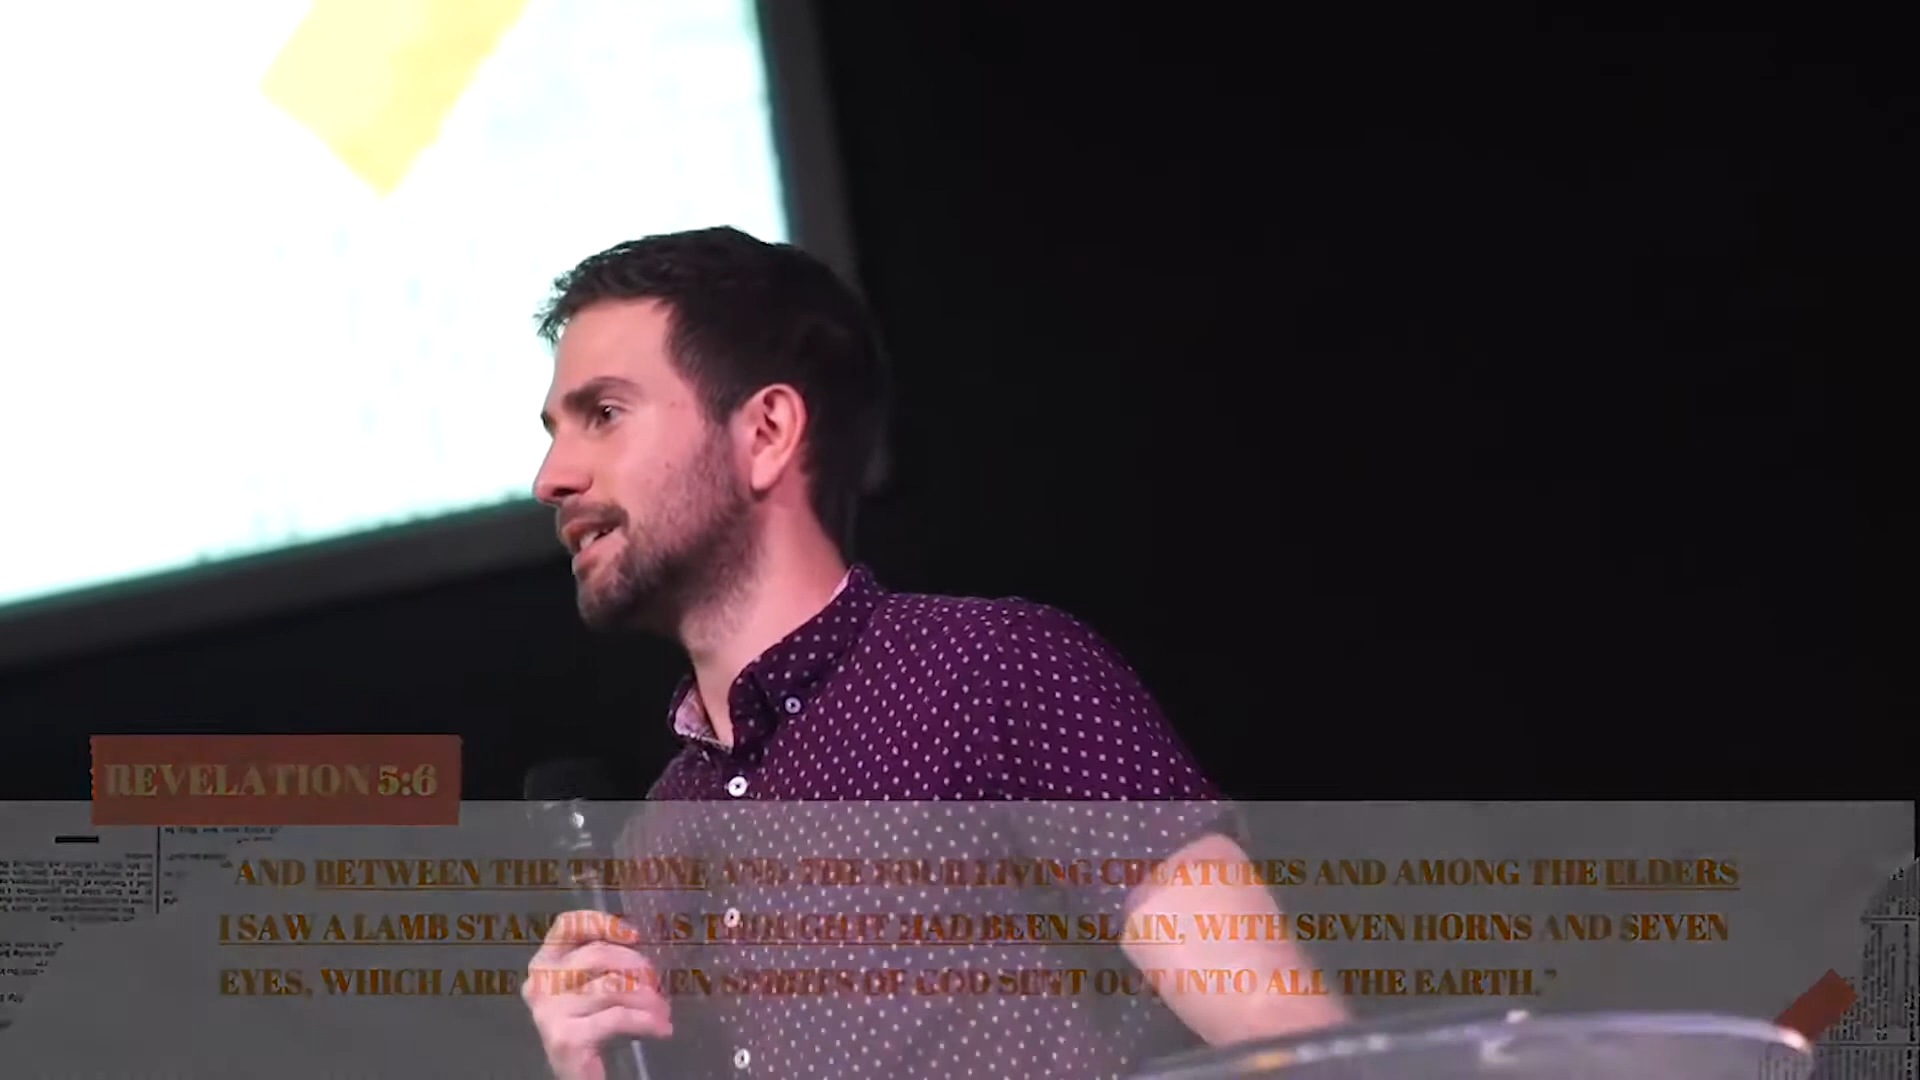 REVELATION 5:6
"AND BETWEEN THE THRONE AND THE FOUR LIVING CREATURES AND AMONG THE ELDERS
I SAW A LAMB STANDING, AS THOUGH IT HAD BEEN SLAIN, WITH SEVEN HORNS AND SEVEN
EYES, WHICH ARE THE SEVEN SPIRITS OF GOD SENT OUT INTO ALL THE EARTH."